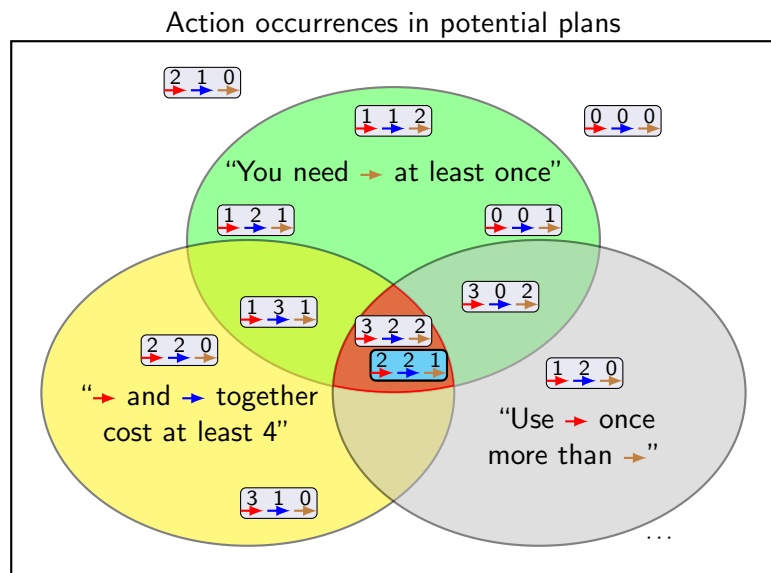 Action occurrences in potential plans
2 1 0
1 1 2
0 0 0
“You need → at least once”
1 2 1
0 0 1
3 0 2
1 3 1
3 2 2
2 2 0
2 2 1
1 2 0
“→ and → together
cost at least 4”
“Use → once
more than →”
3 1 0
...